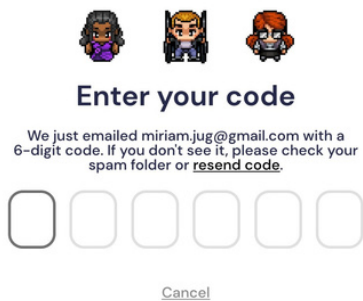 Enter your code
We just emailed miriam.jug@gmail.com with a
6-digit code. If you don't see it, please check your
spam folder or resend code.
Cancel